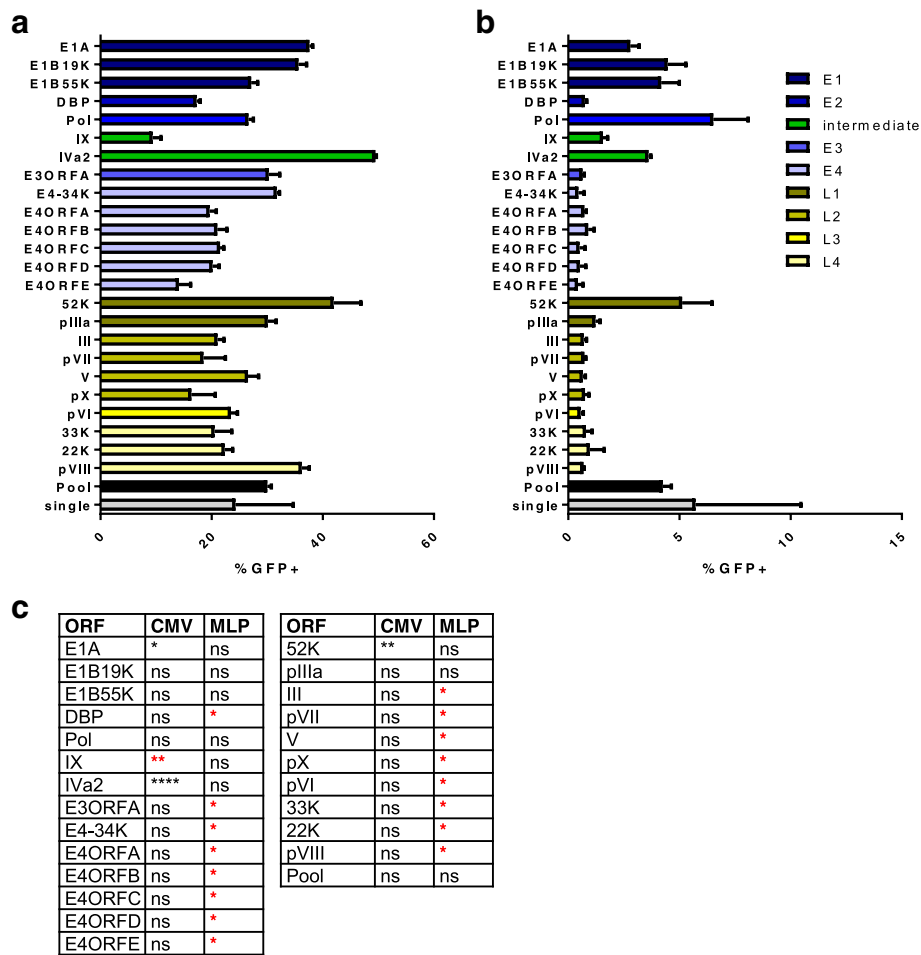 a
E1A
E1B19K
E1B55K
DBP
Pol
IX
IVa2
E3ORFA
E4-34K
E4ORFA
E4ORFB
E4ORFC
E4ORFD
E4ORFE
52K
pIIIa
III
pVII
V
pX
pVI
33K
22K
pVIII
Pool
single
0 20 40 60
% GFP+
b
E1A
E1B19K
E1B55K
DBP
Pol
IX
IVa2
E3ORFA
E4-34K
E4ORFA
E4ORFB
E4ORFC
E4ORFD
E4ORFE
52K
pIIIa
III
pVII
V
pX
pVI
33K
22K
pVIII
Pool
single
0 5 10 15
% GFP+
E1
E2
intermediate
E3
E4
L1
L2
L3
L4
c
ORF CMV MLP
E1A * ns
E1B19K ns ns
E1B55K ns ns
DBP ns *
Pol ns ns
IX ** ns
IVa2 **** ns
E3ORFA ns *
E4-34K ns *
E4ORFA ns *
E4ORFB ns *
E4ORFC ns *
E4ORFD ns *
E4ORFE ns *
ORF CMV MLP
52K ** ns
pIIIa ns ns
III ns *
pVII ns *
V ns *
pX ns *
pVI ns *
33K ns *
22K ns *
pVIII ns *
Pool ns ns